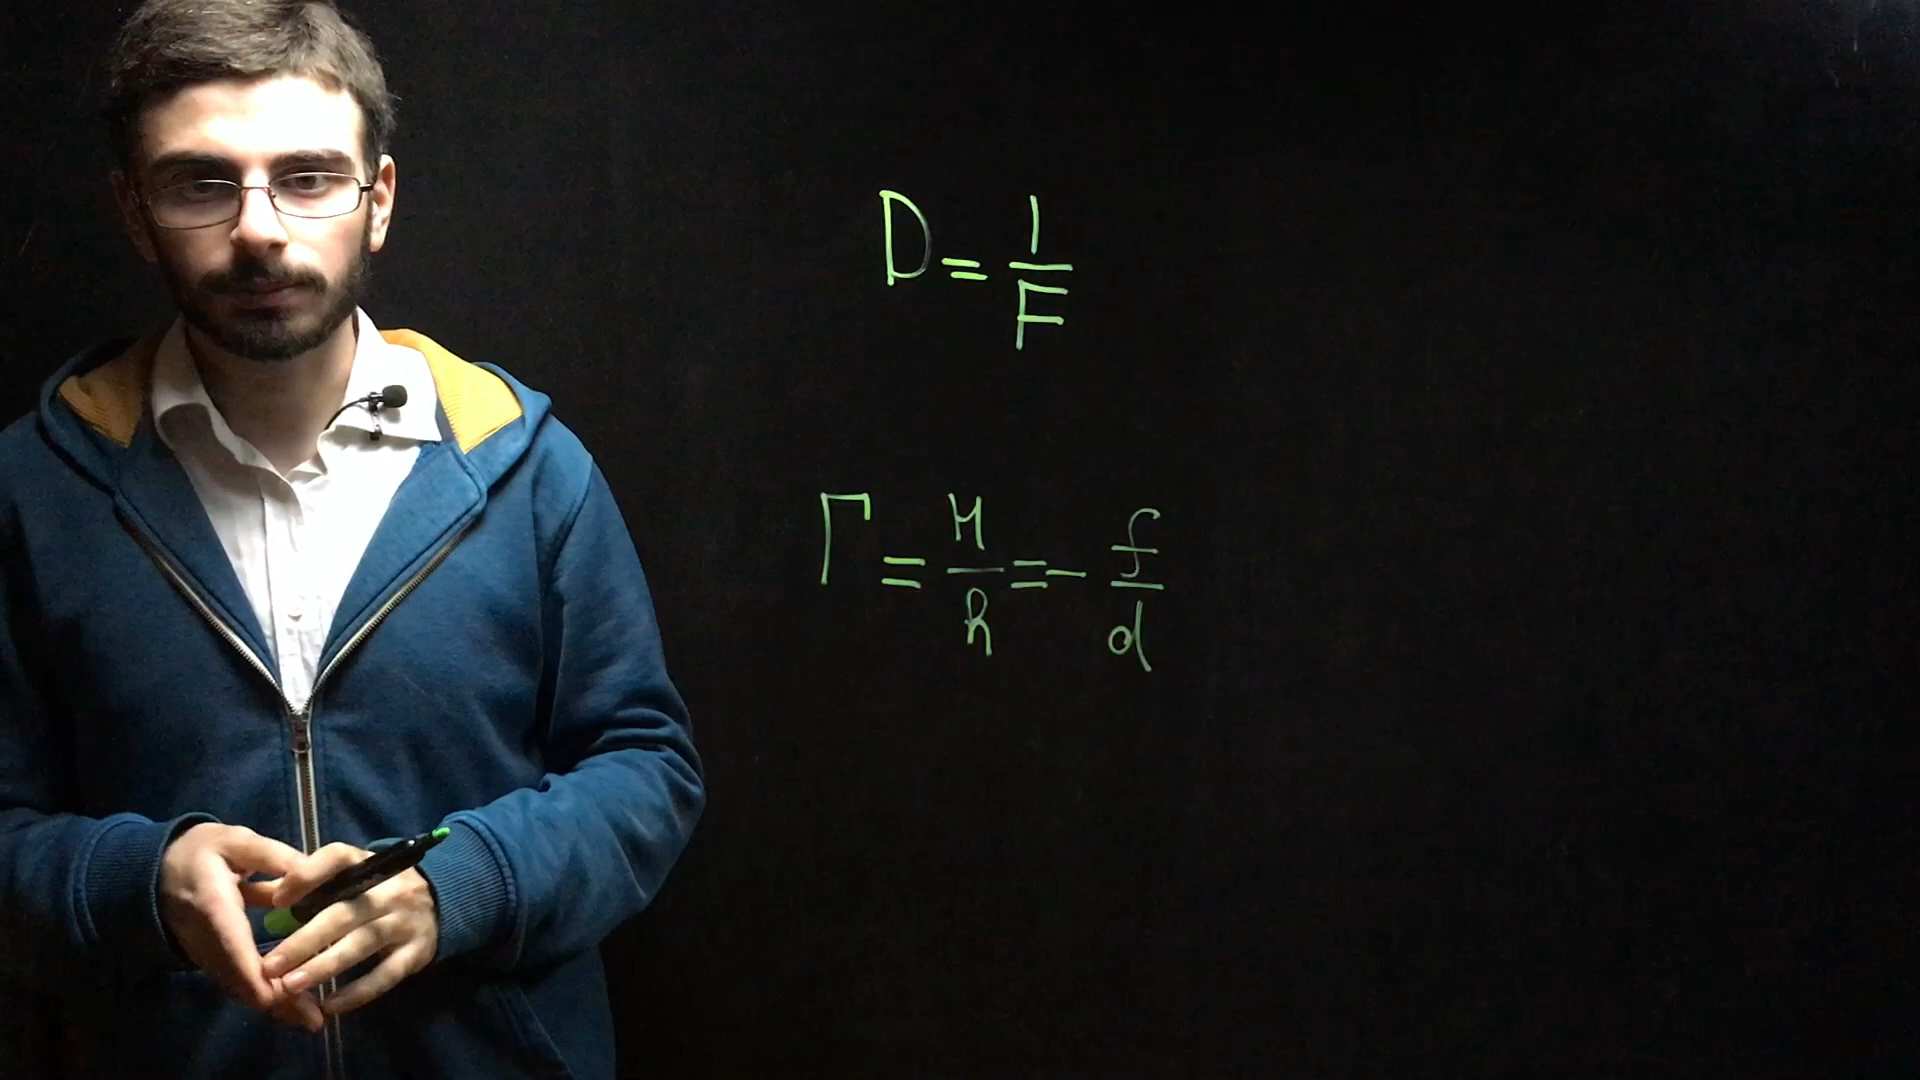 D = 1/F
Г = H/h = - f/d